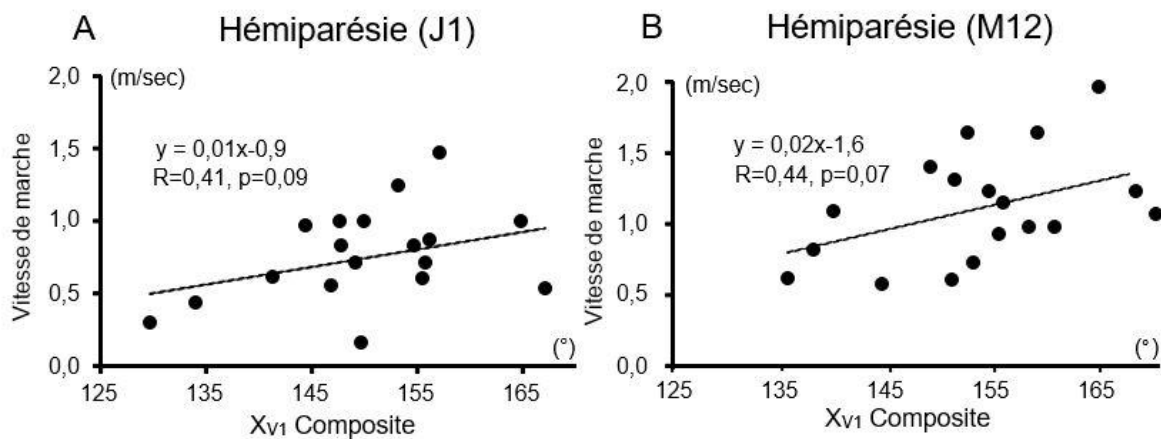 A
Hémiparésie (J1)
2,0
(m/sec)
y = 0,01x-0,9
R=0,41, p=0,09
1,5
1,0
0,5
0,0
Vitesse de marche
(°)
125 135 145 155 165
XV1 Composite
B
Hémiparésie (M12)
2,0
(m/sec)
y = 0,02x-1,6
R=0,44, p=0,07
1,5
1,0
0,5
0,0
Vitesse de marche
(°)
125 135 145 155 165
XV1 Composite